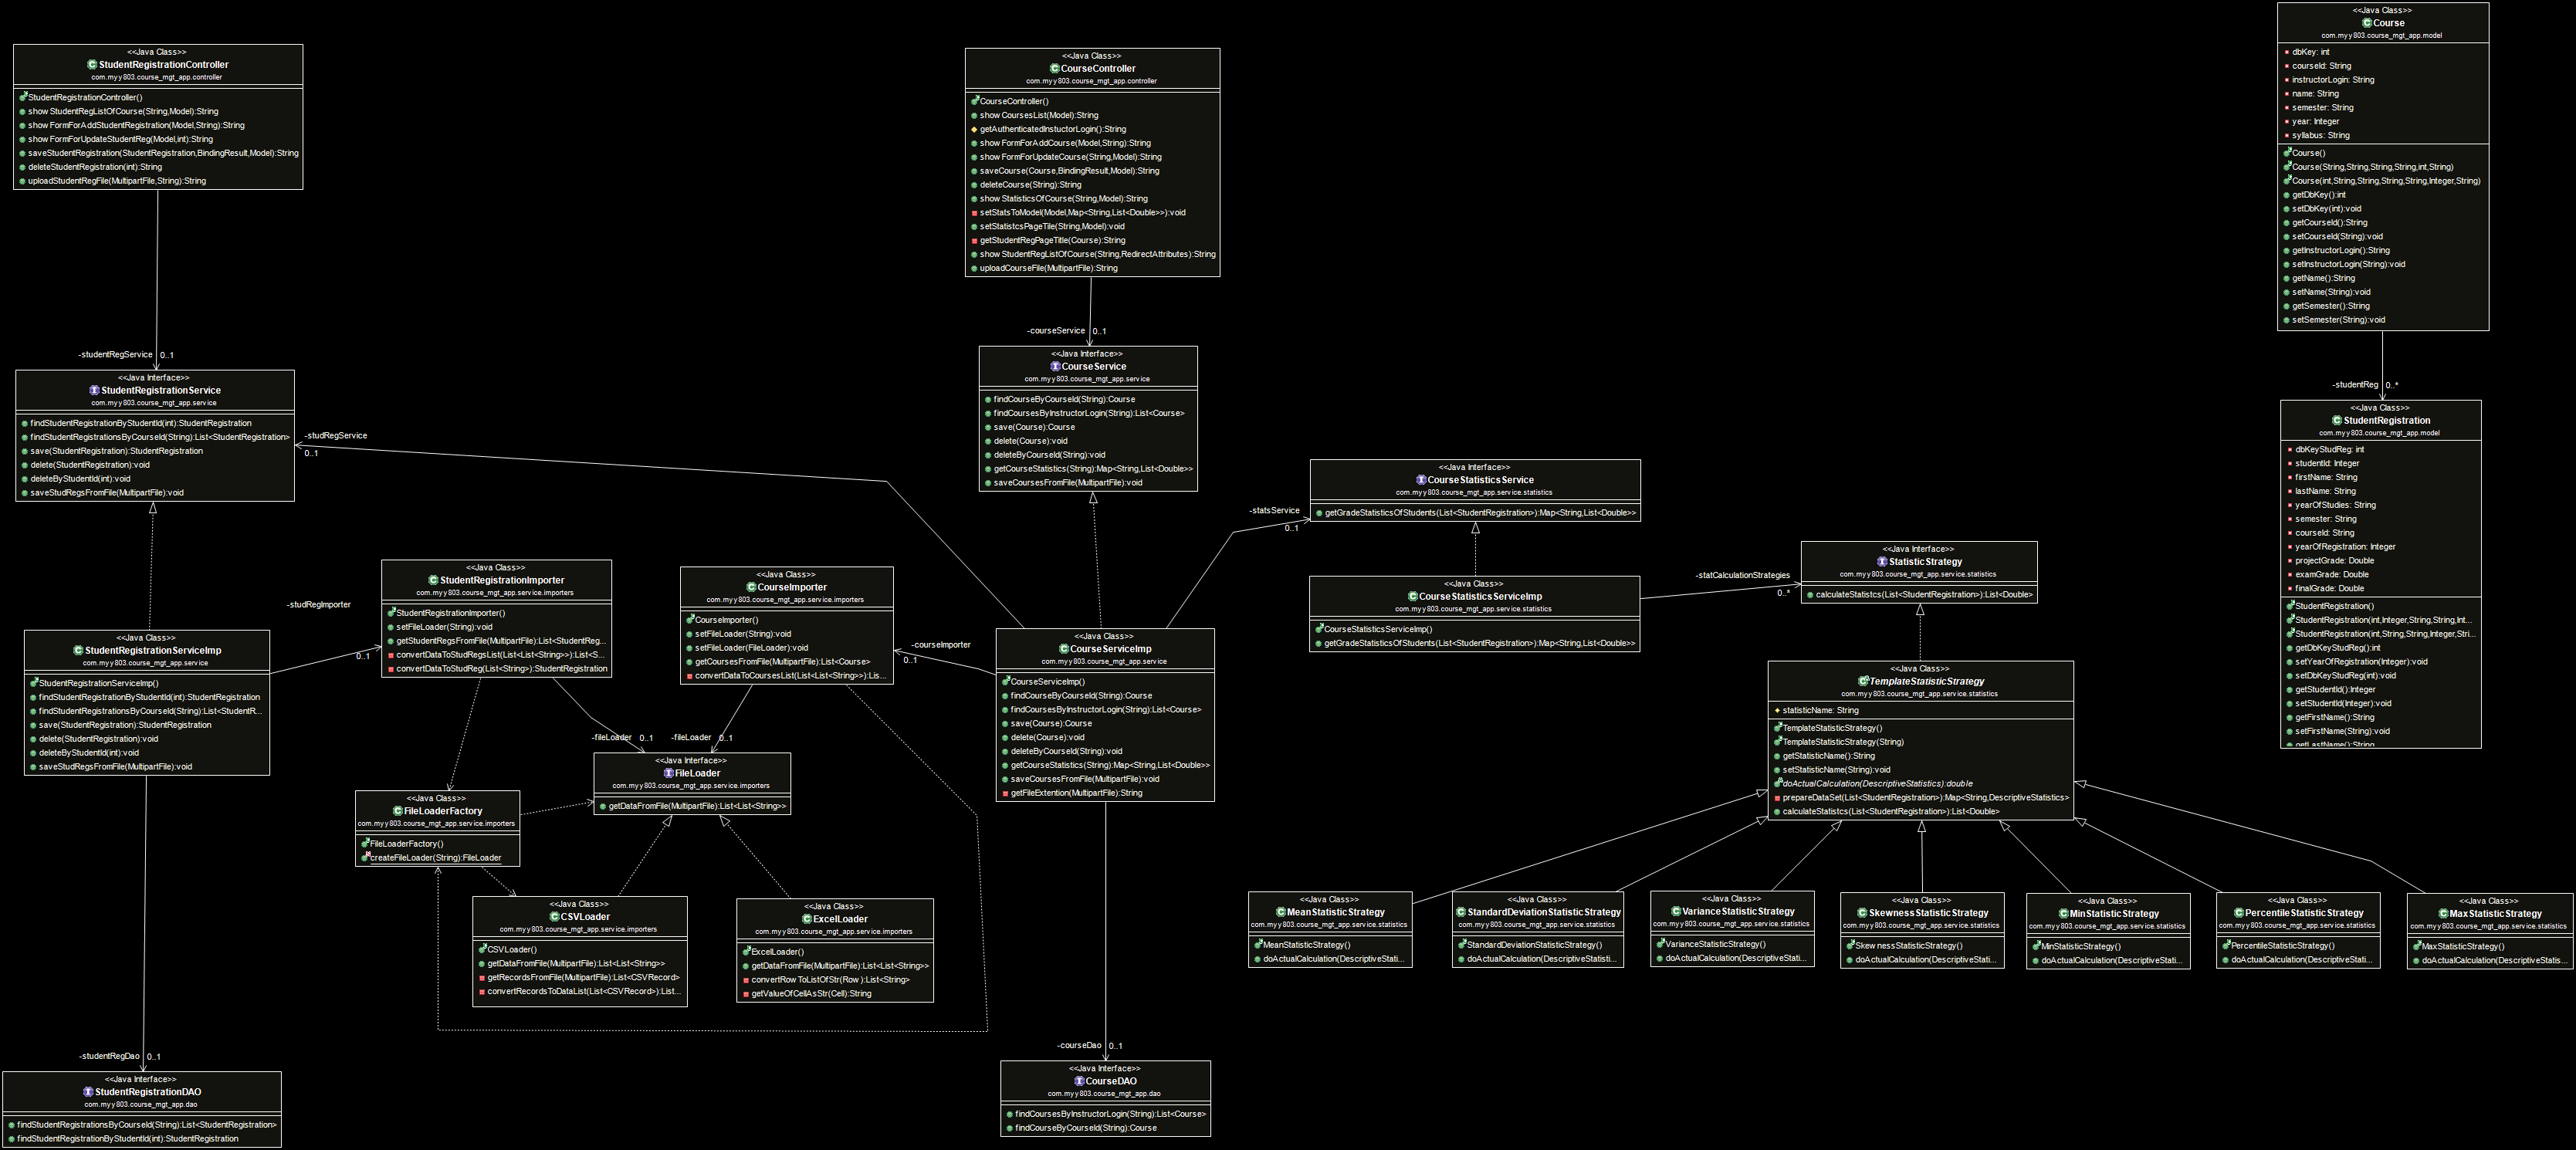 <<Java Class>>
StudentRegistrationController
com.myy803.course_mgt_app.controller
StudentRegistrationController()
show StudentRegListOfCourse(String,Model):String
show FormForAddStudentRegistration(Model,String):String
show FormForUpdateStudentReg(Model,int):String
saveStudentRegistration(StudentRegistration,BindingResult,Model):String
deleteStudentRegistration(int):String
uploadStudentRegFile(MultipartFile,String):String
-studentRegService 0..1
<<Java Interface>>
StudentRegistrationService
com.myy803.course_mgt_app.service
findStudentRegistrationByStudentId(int):StudentRegistration
findStudentRegistrationsByCourseId(String):List<StudentRegistration>
save(StudentRegistration):StudentRegistration
delete(StudentRegistration):void
deleteByStudentId(int):void
saveStudRegsFromFile(MultipartFile):void
-studRegService
0..1
<<Java Class>>
StudentRegistrationServiceImp
com.myy803.course_mgt_app.service
StudentRegistrationServiceImp()
findStudentRegistrationByStudentId(int):StudentRegistration
findStudentRegistrationsByCourseId(String):List<StudentR...
save(StudentRegistration):StudentRegistration
delete(StudentRegistration):void
deleteByStudentId(int):void
saveStudRegsFromFile(MultipartFile):void
-studRegImporter
0..1
-studentRegDao 0..1
<<Java Interface>>
StudentRegistrationDAO
com.myy803.course_mgt_app.dao
findStudentRegistrationsByCourseId(String):List<StudentRegistration>
findStudentRegistrationByStudentId(int):StudentRegistration
<<Java Class>>
StudentRegistrationImporter
com.myy803.course_mgt_app.service.importers
StudentRegistrationImporter()
setFileLoader(String):void
getStudentRegsFromFile(MultipartFile):List<StudentReg...
convertDataToStudRegsList(List<List<String>>):List<S...
convertDataToStudReg(List<String>):StudentRegistration
<<Java Class>>
CourseImporter
com.myy803.course_mgt_app.service.importers
CourseImporter()
setFileLoader(String):void
setFileLoader(FileLoader):void
getCoursesFromFile(MultipartFile):List<Course>
convertDataToCoursesList(List<List<String>>):Lis...
-fileLoader 0..1
-fileLoader 0..1
<<Java Interface>>
FileLoader
com.myy803.course_mgt_app.service.importers
getDataFromFile(MultipartFile):List<List<String>>
<<Java Class>>
FileLoaderFactory
com.myy803.course_mgt_app.service.importers
FileLoaderFactory()
createFileLoader(String):FileLoader
<<Java Class>>
CSVLoader
com.myy803.course_mgt_app.service.importers
CSVLoader()
getDataFromFile(MultipartFile):List<List<String>>
getRecordsFromFile(MultipartFile):List<CSVRecord>
convertRecordsToDataList(List<CSVRecord>):List...
<<Java Class>>
ExcelLoader
com.myy803.course_mgt_app.service.importers
ExcelLoader()
getDataFromFile(MultipartFile):List<List<String>>
convertRow ToListOfStr(Row ):List<String>
getValueOfCellAsStr(Cell):String
<<Java Class>>
CourseController
com.myy803.course_mgt_app.controller
CourseController()
show CoursesList(Model):String
getAuthenticatedInstuctorLogin():String
show FormForAddCourse(Model,String):String
show FormForUpdateCourse(String,Model):String
saveCourse(Course,BindingResult,Model):String
deleteCourse(String):String
show StatisticsOfCourse(String,Model):String
setStatsToModel(Model,Map<String,List<Double>>):void
setStatistcsPageTile(String,Model):void
getStudentRegPageTitle(Course):String
show StudentRegListOfCourse(String,RedirectAttributes):String
uploadCourseFile(MultipartFile):String
-courseService 0..1
<<Java Interface>>
CourseService
com.myy803.course_mgt_app.service
findCourseByCourseId(String):Course
findCoursesByInstructorLogin(String):List<Course>
save(Course):Course
delete(Course):void
deleteByCourseId(String):void
getCourseStatistics(String):Map<String,List<Double>>
saveCoursesFromFile(MultipartFile):void
-courseImporter
0..1
<<Java Class>>
CourseServiceImp
com.myy803.course_mgt_app.service
CourseServiceImp()
findCourseByCourseId(String):Course
findCoursesByInstructorLogin(String):List<Course>
save(Course):Course
delete(Course):void
deleteByCourseId(String):void
getCourseStatistics(String):Map<String,List<Double>>
saveCoursesFromFile(MultipartFile):void
getFileExtention(MultipartFile):String
-courseDao 0..1
<<Java Interface>>
CourseDAO
com.myy803.course_mgt_app.dao
findCoursesByInstructorLogin(String):List<Course>
findCourseByCourseId(String):Course
-statsService
0..1
<<Java Interface>>
CourseStatisticsService
com.myy803.course_mgt_app.service.statistics
getGradeStatisticsOfStudents(List<StudentRegistration>):Map<String,List<Double>>
<<Java Class>>
CourseStatisticsServiceImp
com.myy803.course_mgt_app.service.statistics
CourseStatisticsServiceImp()
getGradeStatisticsOfStudents(List<StudentRegistration>):Map<String,List<Double>>
-statCalculationStrategies
0..*
<<Java Interface>>
StatisticStrategy
com.myy803.course_mgt_app.service.statistics
calculateStatistcs(List<StudentRegistration>):List<Double>
<<Java Class>>
TemplateStatisticStrategy
com.myy803.course_mgt_app.service.statistics
statisticName: String
TemplateStatisticStrategy()
TemplateStatisticStrategy(String)
getStatisticName():String
setStatisticName(String):void
doActualCalculation(DescriptiveStatistics):double
prepareDataSet(List<StudentRegistration>):Map<String,DescriptiveStatistics>
calculateStatistcs(List<StudentRegistration>):List<Double>
<<Java Class>>
MeanStatisticStrategy
com.myy803.course_mgt_app.service.statistics
MeanStatisticStrategy()
doActualCalculation(DescriptiveStati...
<<Java Class>>
StandardDeviationStatisticStrategy
com.myy803.course_mgt_app.service.statistics
StandardDeviationStatisticStrategy()
doActualCalculation(DescriptiveStatisti...
<<Java Class>>
VarianceStatisticStrategy
com.myy803.course_mgt_app.service.statistics
VarianceStatisticStrategy()
doActualCalculation(DescriptiveStati...
<<Java Class>>
SkewnessStatisticStrategy
com.myy803.course_mgt_app.service.statistics
Skew nessStatisticStrategy()
doActualCalculation(DescriptiveStati...
<<Java Class>>
MinStatisticStrategy
com.myy803.course_mgt_app.service.statistics
MinStatisticStrategy()
doActualCalculation(DescriptiveStati...
<<Java Class>>
PercentileStatisticStrategy
com.myy803.course_mgt_app.service.statistics
PercentileStatisticStrategy()
doActualCalculation(DescriptiveStati...
<<Java Class>>
MaxStatisticStrategy
com.myy803.course_mgt_app.service.statistics
MaxStatisticStrategy()
doActualCalculation(DescriptiveStatis...
<<Java Class>>
Course
com.myy803.course_mgt_app.model
dbKey: int
courseId: String
instructorLogin: String
name: String
semester: String
year: Integer
syllabus: String
Course()
Course(String,String,String,String,int,String)
Course(int,String,String,String,String,Integer,String)
getDbKey():int
setDbKey(int):void
getCourseId():String
setCourseId(String):void
getInstructorLogin():String
setInstructorLogin(String):void
getName():String
setName(String):void
getSemester():String
setSemester(String):void
-studentReg 0..*
<<Java Class>>
StudentRegistration
com.myy803.course_mgt_app.model
dbKeyStudReg: int
studentId: Integer
firstName: String
lastName: String
yearOfStudies: String
semester: String
courseId: String
yearOfRegistration: Integer
projectGrade: Double
examGrade: Double
finalGrade: Double
StudentRegistration()
StudentRegistration(int,Integer,String,String,Int...
StudentRegistration(int,String,String,Integer,Stri...
getDbKeyStudReg():int
setYearOfRegistration(Integer):void
setDbKeyStudReg(int):void
getStudentId():Integer
setStudentId(Integer):void
getFirstName():String
setFirstName(String):void
getLastName():String